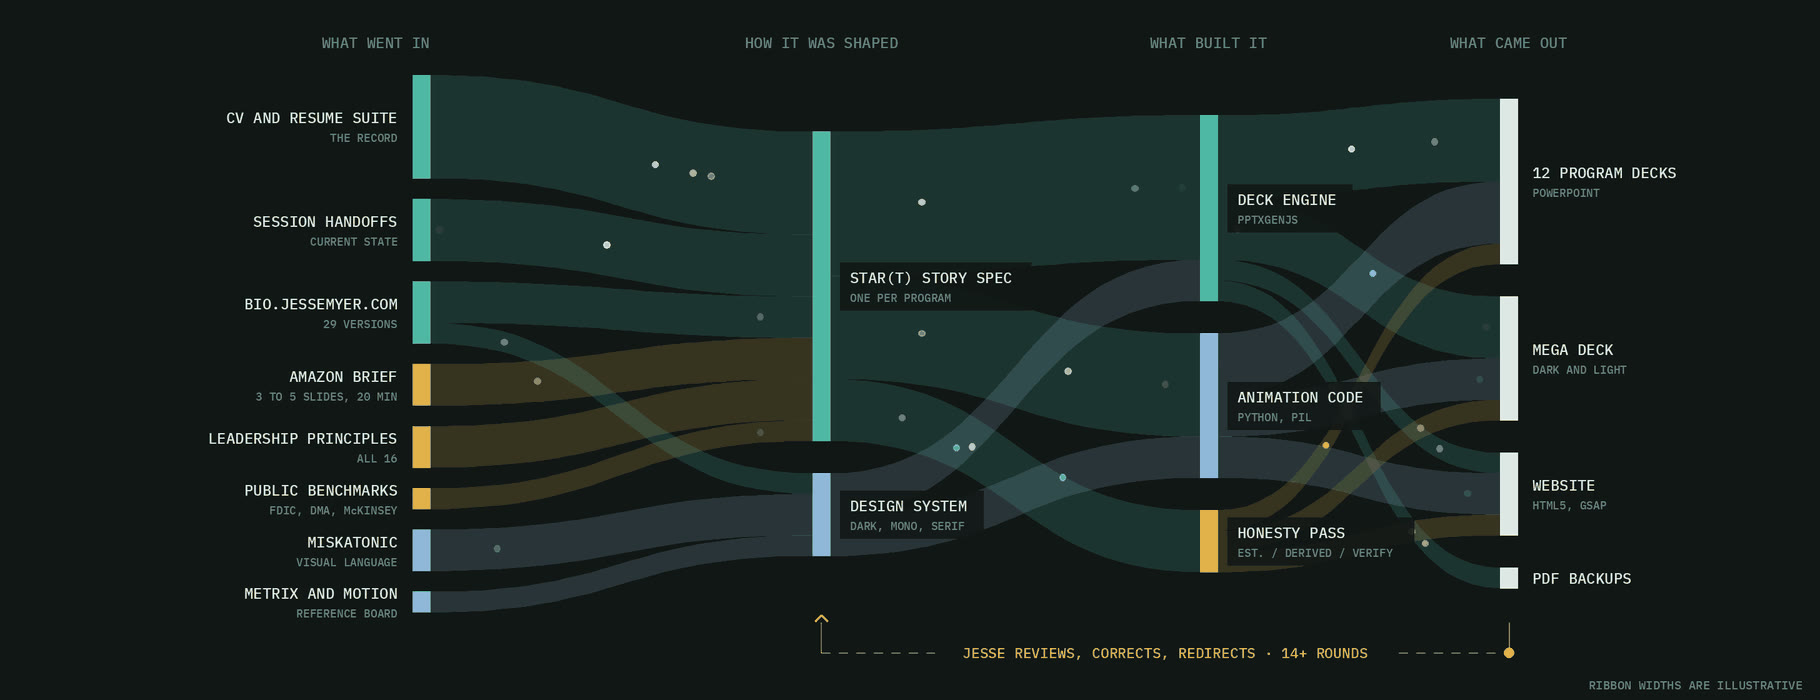 WHAT WENT IN
HOW IT WAS SHAPED
WHAT BUILT IT
WHAT CAME OUT
CV AND RESUME SUITE
THE RECORD
SESSION HANDOFFS
CURRENT STATE
BIO.JESSEMYER.COM
29 VERSIONS
AMAZON BRIEF
3 TO 5 SLIDES, 20 MIN
LEADERSHIP PRINCIPLES
ALL 16
PUBLIC BENCHMARKS
FDIC, DMA, McKINSEY
MISKATONIC
VISUAL LANGUAGE
METRIX AND MOTION
REFERENCE BOARD
STAR(T) STORY SPEC
ONE PER PROGRAM
DESIGN SYSTEM
DARK, MONO, SERIF
DECK ENGINE
PPTXGENJS
ANIMATION CODE
PYTHON, PIL
HONESTY PASS
EST. / DERIVED / VERIFY
12 PROGRAM DECKS
POWERPOINT
MEGA DECK
DARK AND LIGHT
WEBSITE
HTML5, GSAP
PDF BACKUPS
JESSE REVIEWS, CORRECTS, REDIRECTS · 14+ ROUNDS
RIBBON WIDTHS ARE ILLUSTRATIVE